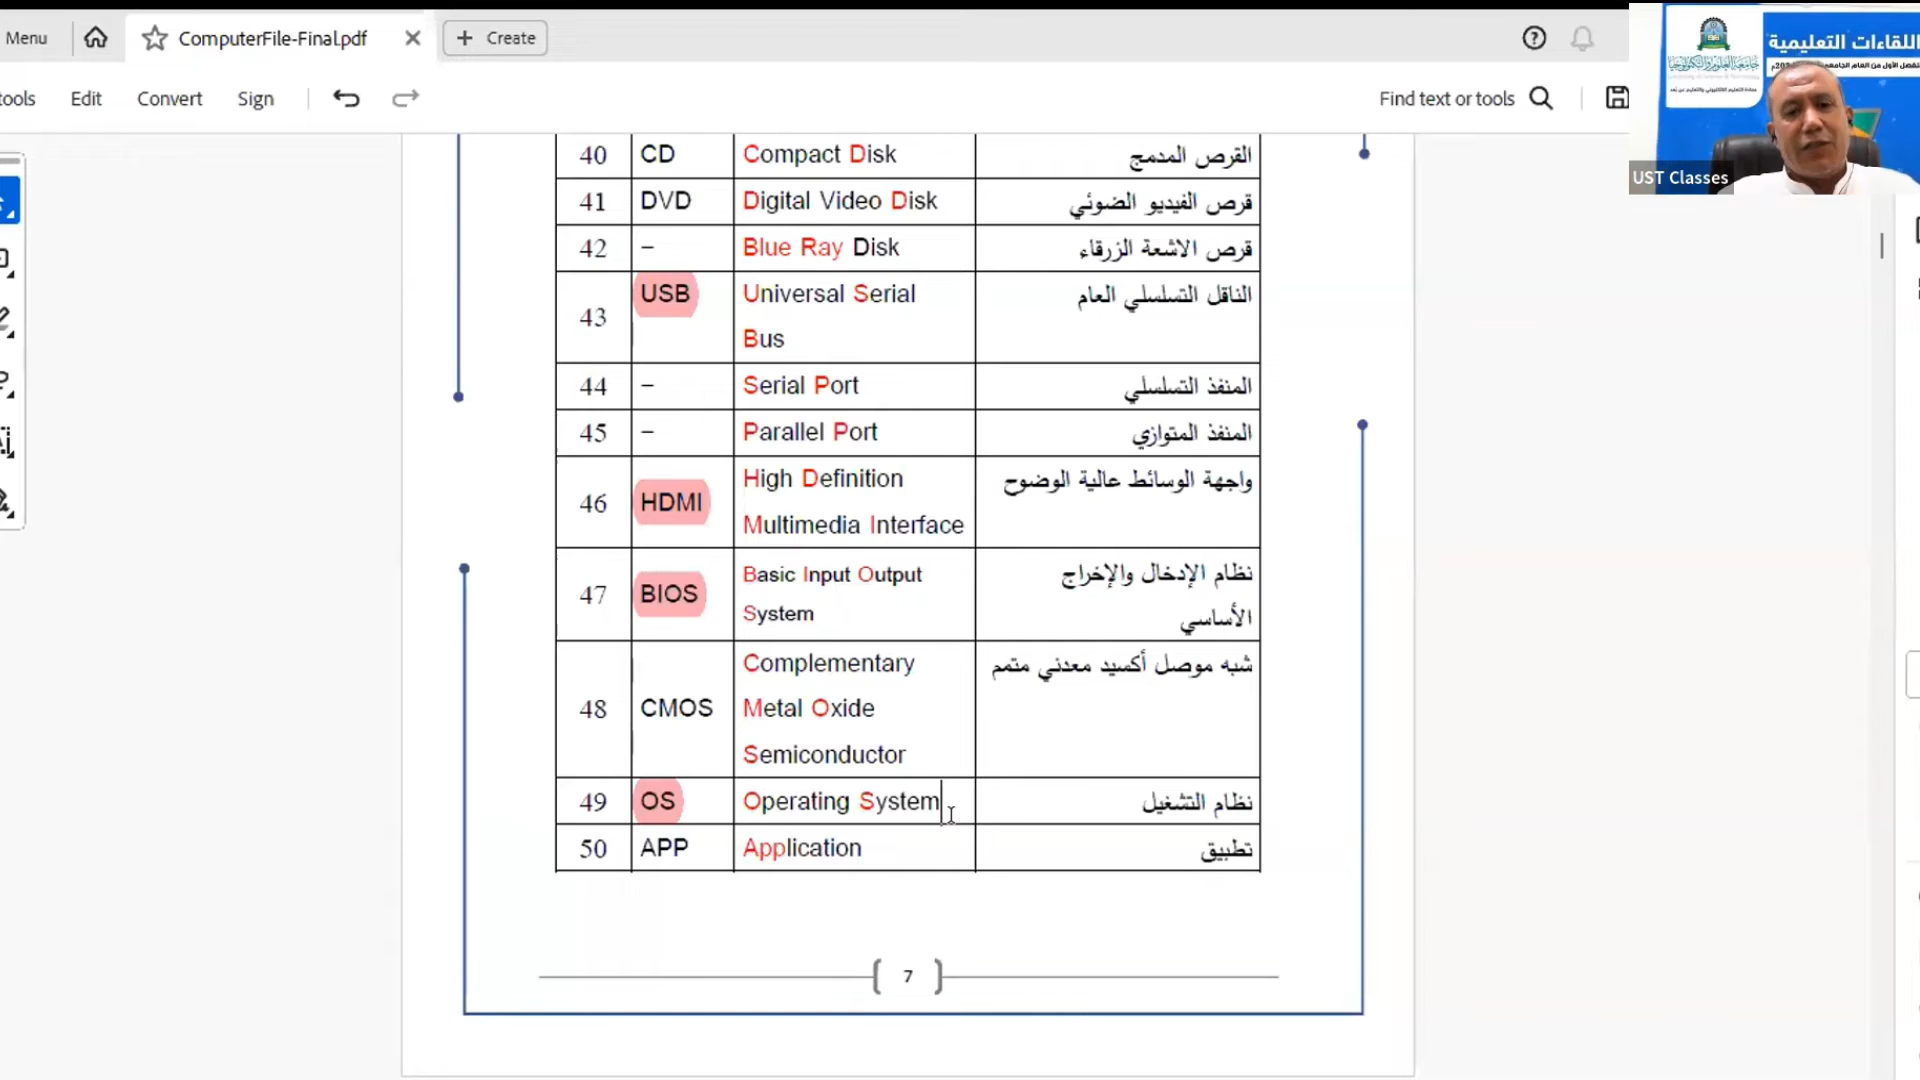 Menu
ComputerFile-Final.pdf
Create
tools
Edit
Convert
Sign
Find text or tools
اللقاءات التعليمية
جامعة العلوم والتكنولوجيا
UST Classes
40 CD Compact Disk القرص المدمج
41 DVD Digital Video Disk قرص الفيديو الضوئي
42 – Blue Ray Disk قرص الاشعة الزرقاء
43 USB Universal Serial الناقل التسلسلي العام
Bus
44 – Serial Port المنفذ التسلسلي
45 – Parallel Port المنفذ المتوازي
46 HDMI High Definition واجهة الوسائط عالية الوضوح
Multimedia Interface
47 BIOS Basic Input Output نظام الإدخال والإخراج
System الأساسي
48 CMOS Complementary شبه موصل أكسيد معدني متمم
Metal Oxide
Semiconductor
49 OS Operating System نظام التشغيل
50 APP Application تطبيق
7